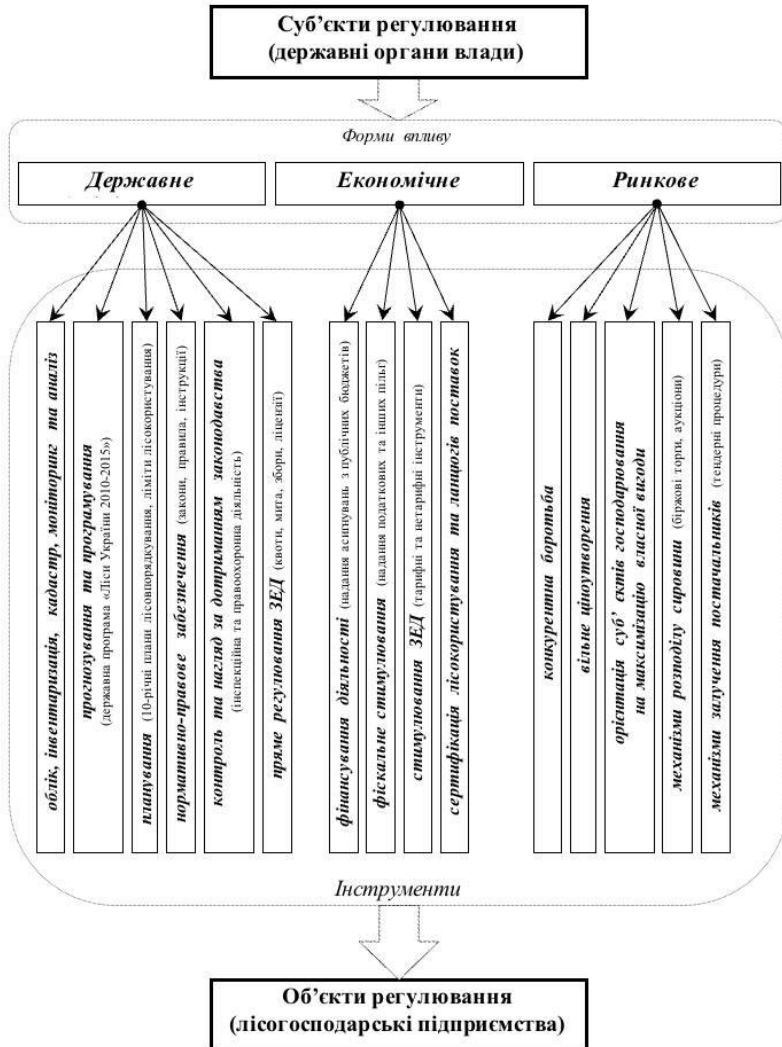 Суб’єкти регулювання
(державні органи влади)
Форми впливу
Державне
Економічне
Ринкове
облік, інвентаризація, кадастр, моніторинг та аналіз
прогнозування та програмування
(державна програма «Ліси України 2010-2015»)
планування (10-річні плани лісовпорядкування, ліміти лісокористування)
нормативно-правове забезпечення (закони, правила, інструкції)
контроль та нагляд за дотриманням законодавства
(інспекційна та правоохоронна діяльність)
пряме регулювання ЗЕД (квоти, мита, збори, ліцензії)
фінансування діяльності (надання асигнувань з публічних бюджетів)
фіскальне стимулювання (надання податкових та інших пільг)
стимулювання ЗЕД (тарифні та нетарифні інструменти)
сертифікація лісокористування та ланцюгів поставок
конкурентна боротьба
вільне ціноутворення
орієнтація суб’ єктів господарювання
на максимізацію власної вигоди
механізми розподілу сировини (біржові торги, аукціони)
механізми залучення постачальників (тендерні процедури)
Інструменти
Об’єкти регулювання
(лісогосподарські підприємства)